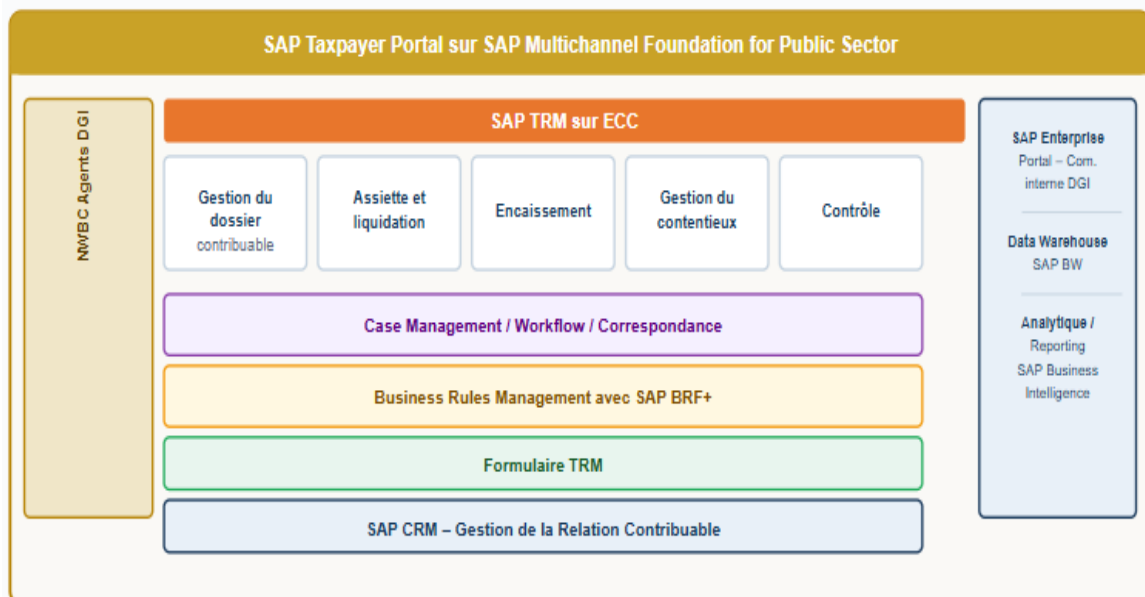 SAP Taxpayer Portal sur SAP Multichannel Foundation for Public Sector
NWBC Agents DGI
SAP TRM sur ECC
Gestion du
dossier
contribuable
Assiette et
liquidation
Encaissement
Gestion du
contentieux
Contrôle
Case Management / Workflow / Correspondance
Business Rules Management avec SAP BRF+
Formulaire TRM
SAP CRM – Gestion de la Relation Contribuable
SAP Enterprise
Portal – Com.
interne DGI
Data Warehouse
SAP BW
Analytique /
Reporting
SAP Business
Intelligence